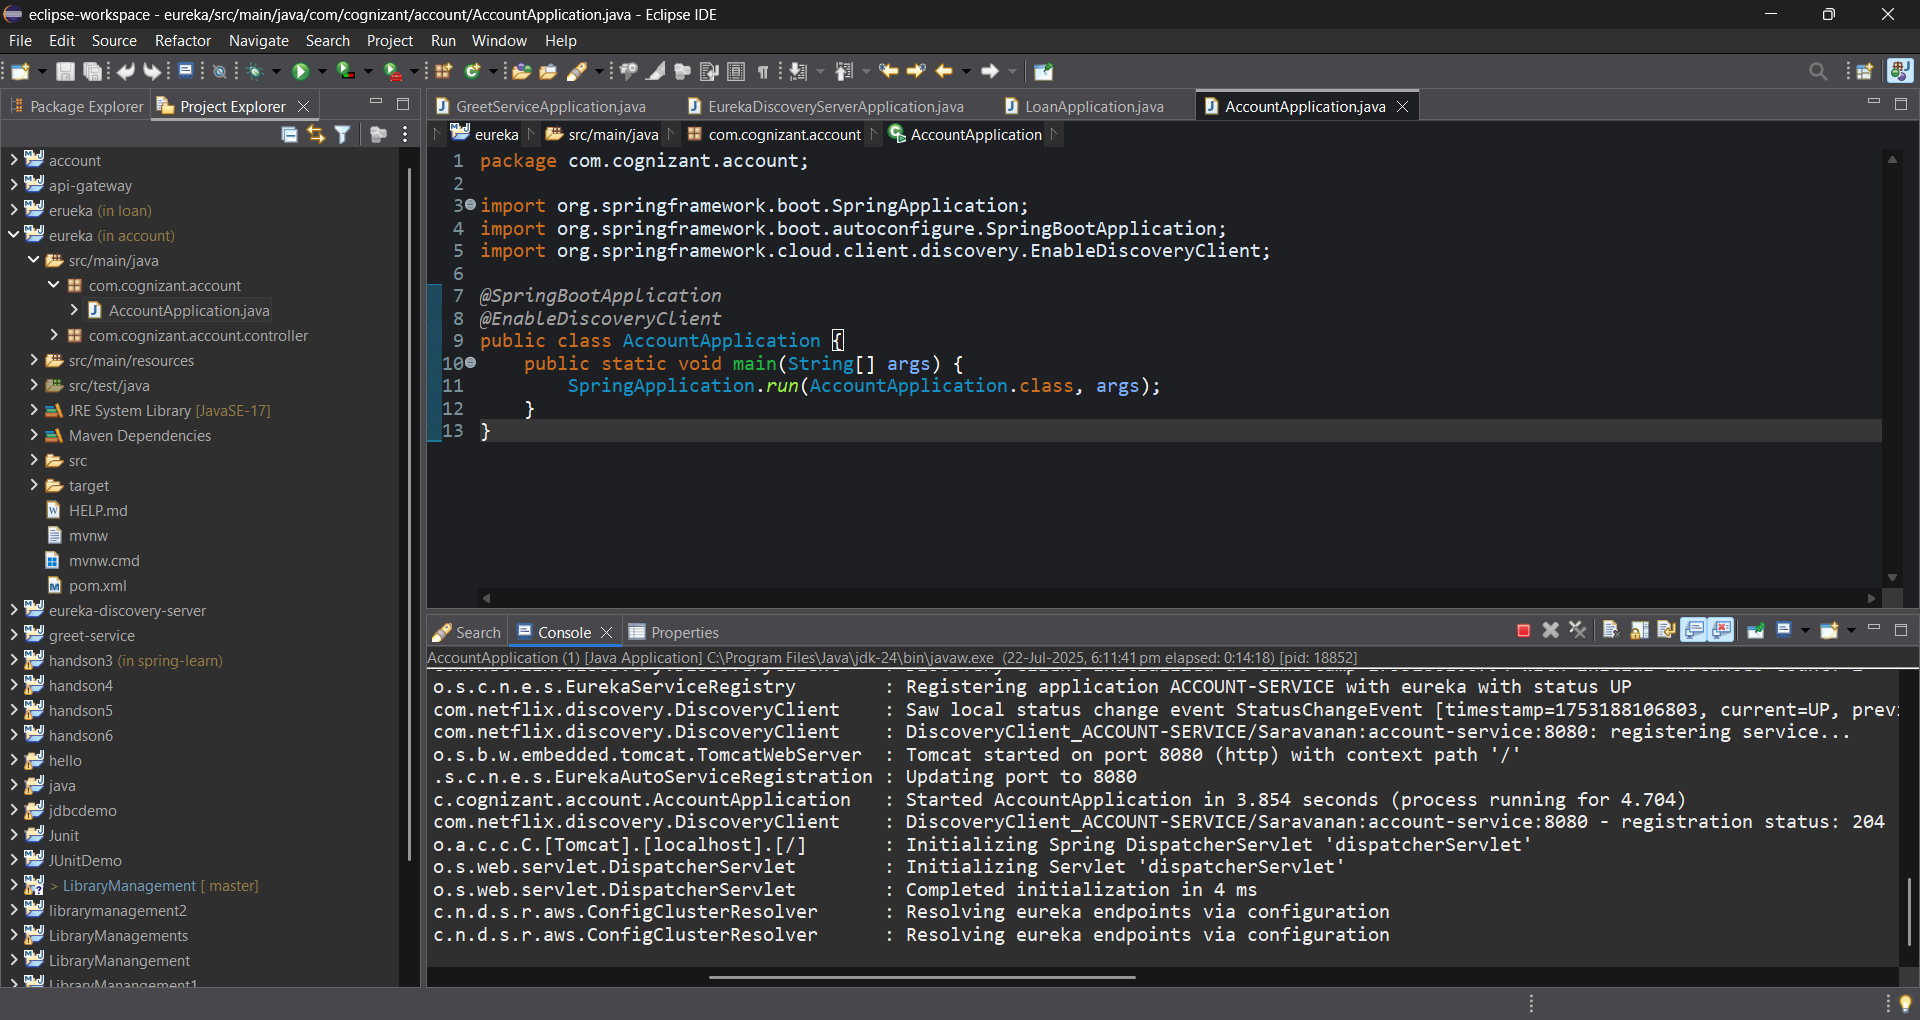 eclipse-workspace - eureka/src/main/java/com/cognizant/account/AccountApplication.java - Eclipse IDE
File Edit Source Refactor Navigate Search Project Run Window Help
Package Explorer Project Explorer
account
api-gateway
erueka (in loan)
eureka (in account)
src/main/java
com.cognizant.account
AccountApplication.java
com.cognizant.account.controller
src/main/resources
src/test/java
JRE System Library [JavaSE-17]
Maven Dependencies
src
target
HELP.md
mvnw
mvnw.cmd
pom.xml
eureka-discovery-server
greet-service
handson3 (in spring-learn)
handson4
handson5
handson6
hello
java
jdbcdemo
Junit
JUnitDemo
> LibraryManagement [ master]
librarymanagement2
LibraryManagements
LibraryManangement
LibraryManangement1
GreetServiceApplication.java EurekaDiscoveryServerApplication.java LoanApplication.java AccountApplication.java
eureka src/main/java com.cognizant.account AccountApplication
1 package com.cognizant.account;
2
3 import org.springframework.boot.SpringApplication;
4 import org.springframework.boot.autoconfigure.SpringBootApplication;
5 import org.springframework.cloud.client.discovery.EnableDiscoveryClient;
6
7 @SpringBootApplication
8 @EnableDiscoveryClient
9 public class AccountApplication {
10 public static void main(String[] args) {
11 SpringApplication.run(AccountApplication.class, args);
12 }
13 }
Search Console Properties
AccountApplication (1) [Java Application] C:\Program Files\Java\jdk-24\bin\javaw.exe (22-Jul-2025, 6:11:41 pm elapsed: 0:14:18) [pid: 18852]
o.s.c.n.e.s.EurekaServiceRegistry : Registering application ACCOUNT-SERVICE with eureka with status UP
com.netflix.discovery.DiscoveryClient : Saw local status change event StatusChangeEvent [timestamp=1753188106803, current=UP, previ
com.netflix.discovery.DiscoveryClient : DiscoveryClient_ACCOUNT-SERVICE/Saravanan:account-service:8080: registering service...
o.s.b.w.embedded.tomcat.TomcatWebServer : Tomcat started on port 8080 (http) with context path '/'
.s.c.n.e.s.EurekaAutoServiceRegistration : Updating port to 8080
c.cognizant.account.AccountApplication : Started AccountApplication in 3.854 seconds (process running for 4.704)
com.netflix.discovery.DiscoveryClient : DiscoveryClient_ACCOUNT-SERVICE/Saravanan:account-service:8080 - registration status: 204
o.a.c.c.C.[Tomcat].[localhost].[/] : Initializing Spring DispatcherServlet 'dispatcherServlet'
o.s.web.servlet.DispatcherServlet : Initializing Servlet 'dispatcherServlet'
o.s.web.servlet.DispatcherServlet : Completed initialization in 4 ms
c.n.d.s.r.aws.ConfigClusterResolver : Resolving eureka endpoints via configuration
c.n.d.s.r.aws.ConfigClusterResolver : Resolving eureka endpoints via configuration